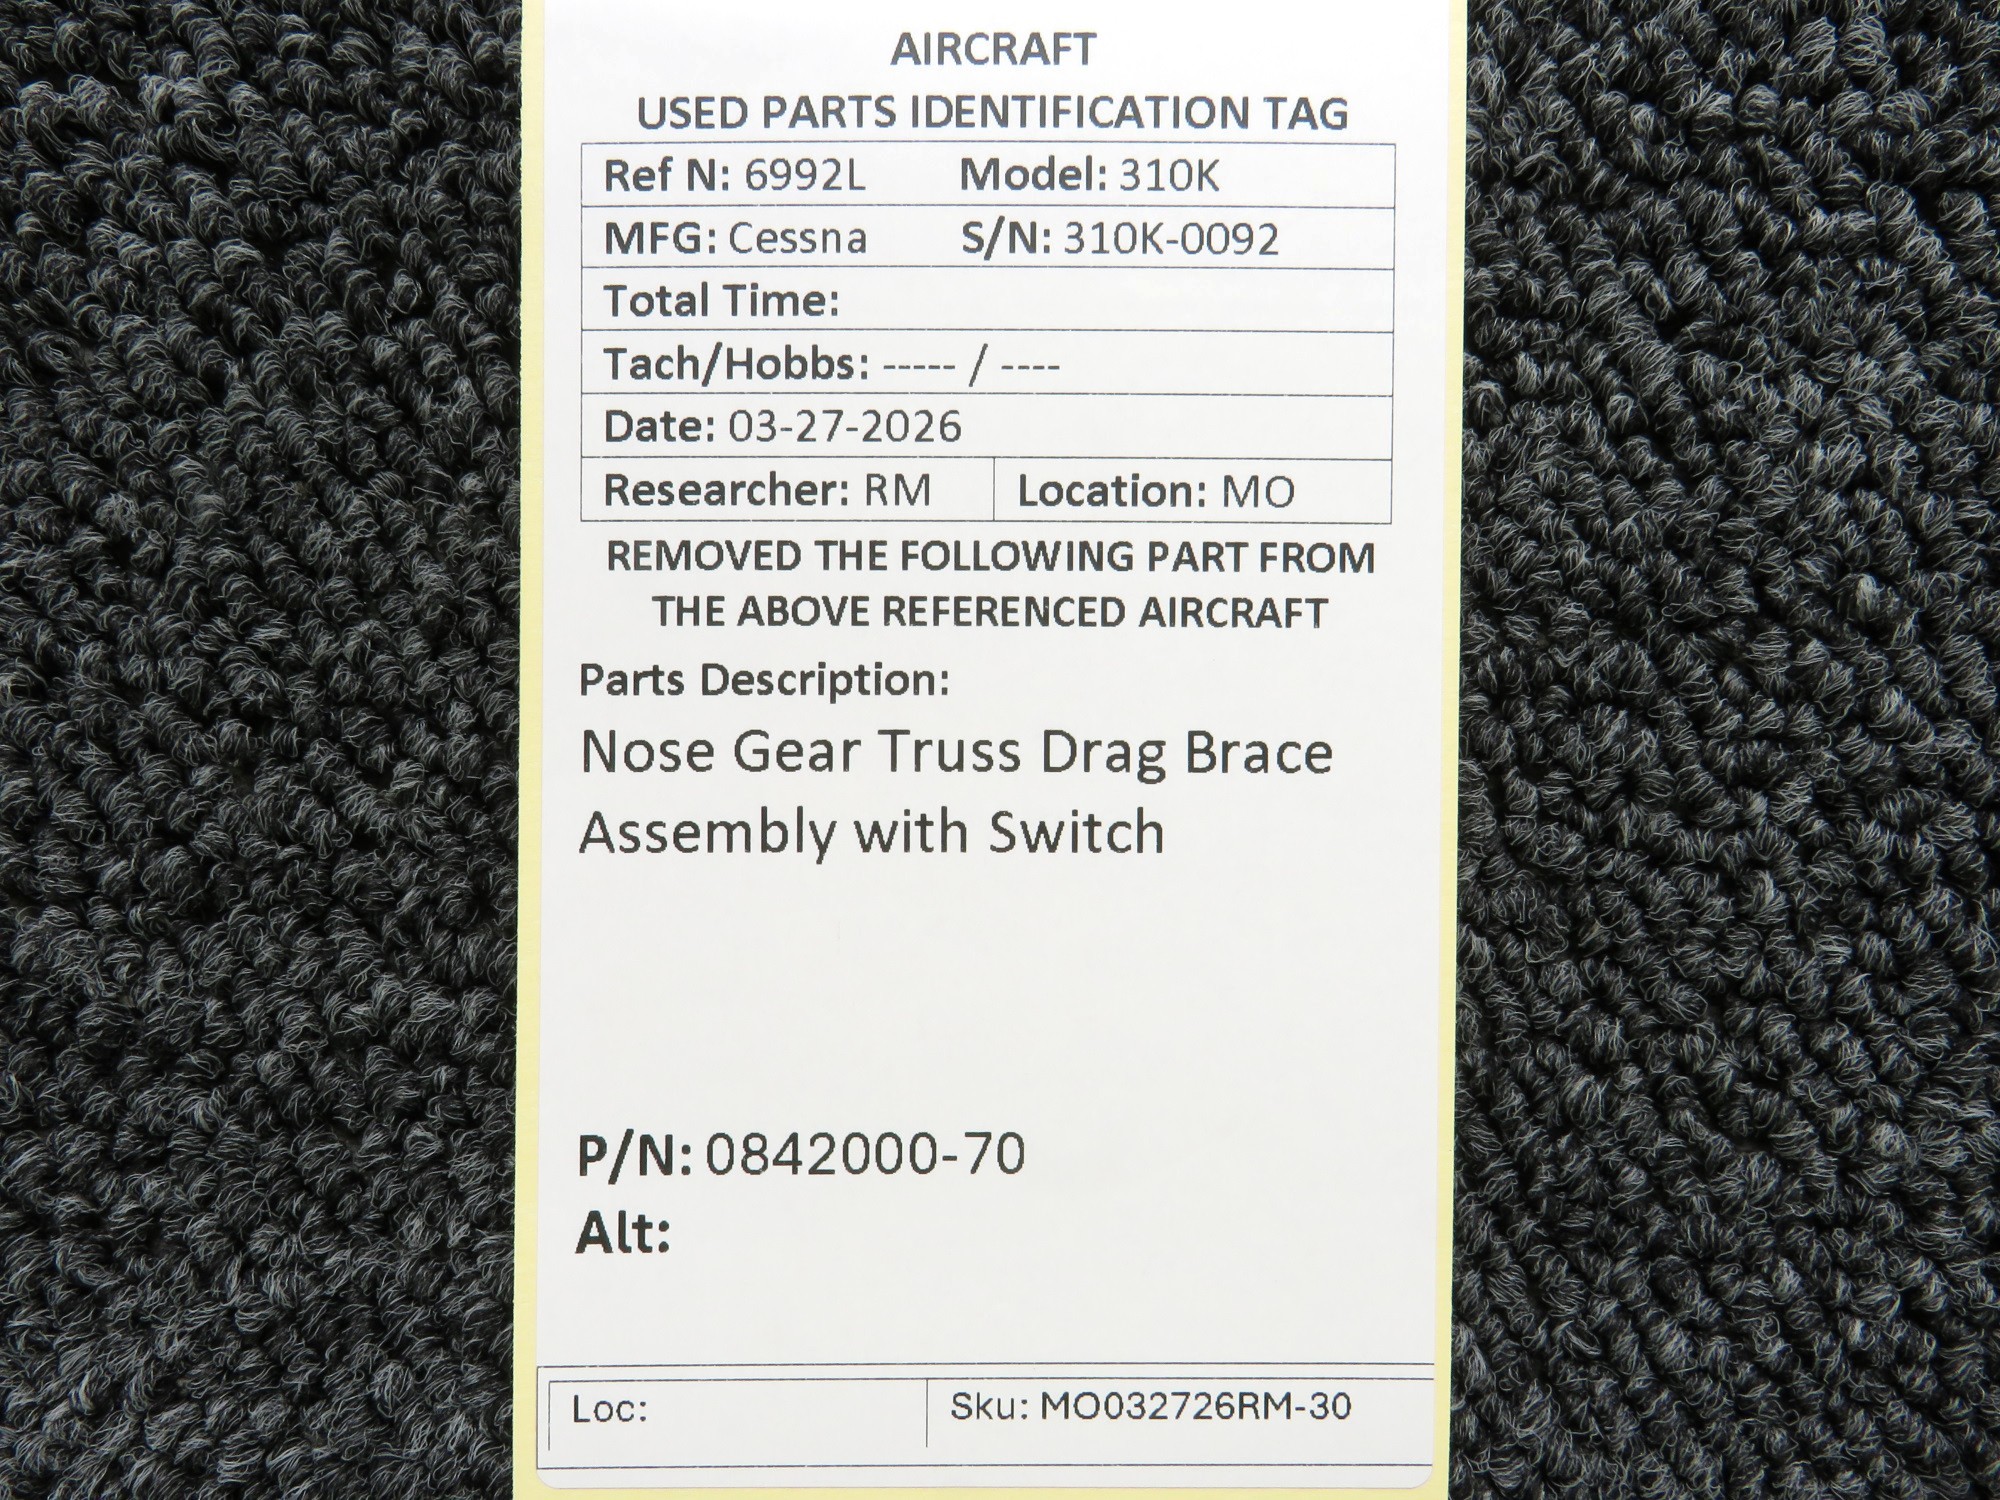 AIRCRAFT
USED PARTS IDENTIFICATION TAG
Ref N: 6992L Model: 310K
MFG: Cessna S/N: 310K-0092
Total Time:
Tach/Hobbs: ----- / ----
Date: 03-27-2026
Researcher: RM Location: MO
REMOVED THE FOLLOWING PART FROM
THE ABOVE REFERENCED AIRCRAFT
Parts Description:
Nose Gear Truss Drag Brace
Assembly with Switch
P/N: 0842000-70
Alt:
Loc: Sku: MO032726RM-30